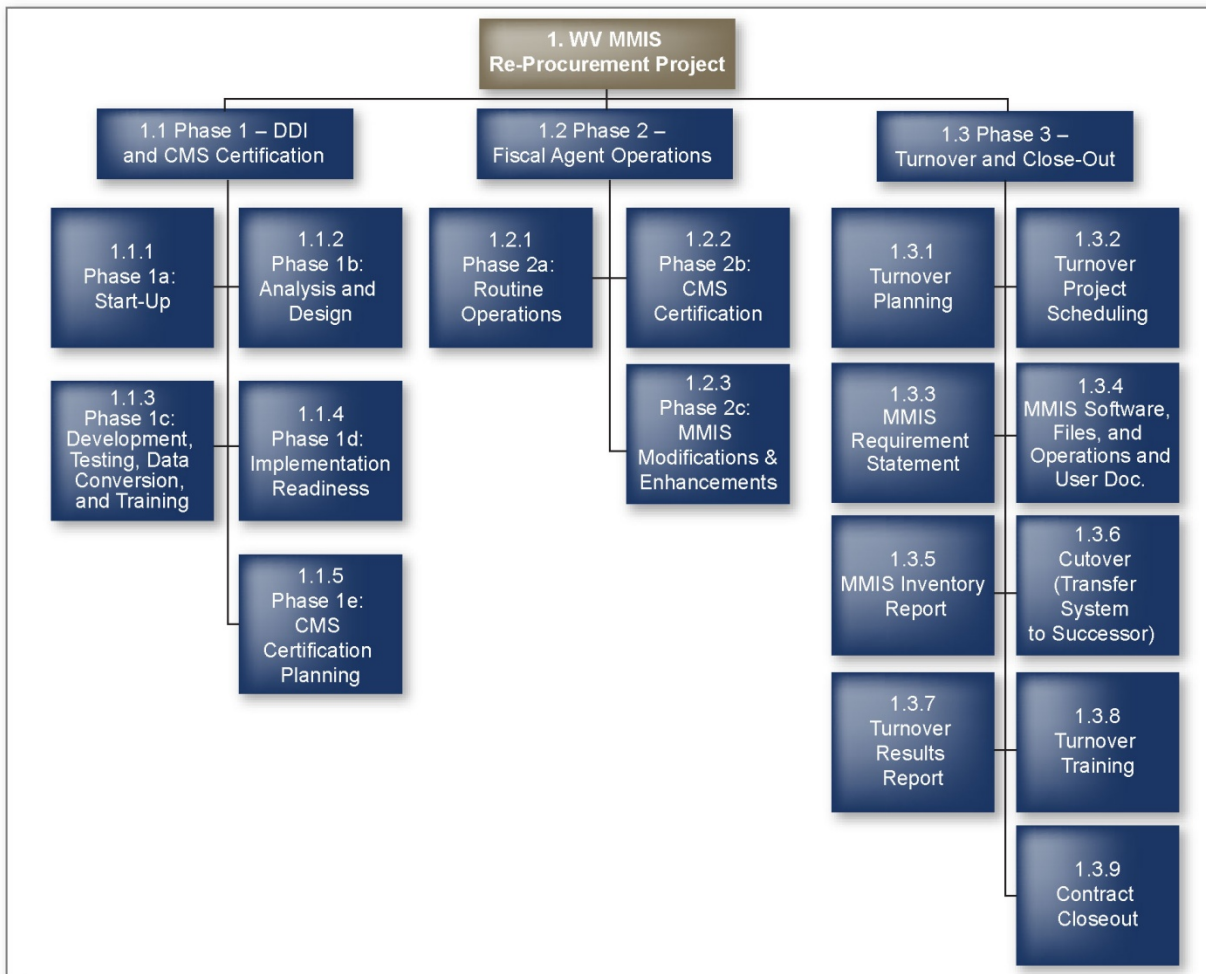 1. WV MMIS
Re-Procurement Project
1.1 Phase 1 – DDI
and CMS Certification
1.2 Phase 2 –
Fiscal Agent Operations
1.3 Phase 3 –
Turnover and Close-Out
1.1.1
Phase 1a:
Start-Up
1.1.2
Phase 1b:
Analysis and
Design
1.2.1
Phase 2a:
Routine
Operations
1.2.2
Phase 2b:
CMS
Certification
1.3.1
Turnover
Planning
1.3.2
Turnover
Project
Scheduling
1.1.3
Phase 1c:
Development,
Testing, Data
Conversion,
and Training
1.1.4
Phase 1d:
Implementation
Readiness
1.2.3
Phase 2c:
MMIS
Modifications &
Enhancements
1.3.3
MMIS
Requirement
Statement
1.3.4
MMIS Software,
Files, and
Operations and
User Doc.
1.1.5
Phase 1e:
CMS
Certification
Planning
1.3.5
MMIS Inventory
Report
1.3.6
Cutover
(Transfer
System
to Successor)
1.3.7
Turnover
Results
Report
1.3.8
Turnover
Training
1.3.9
Contract
Closeout